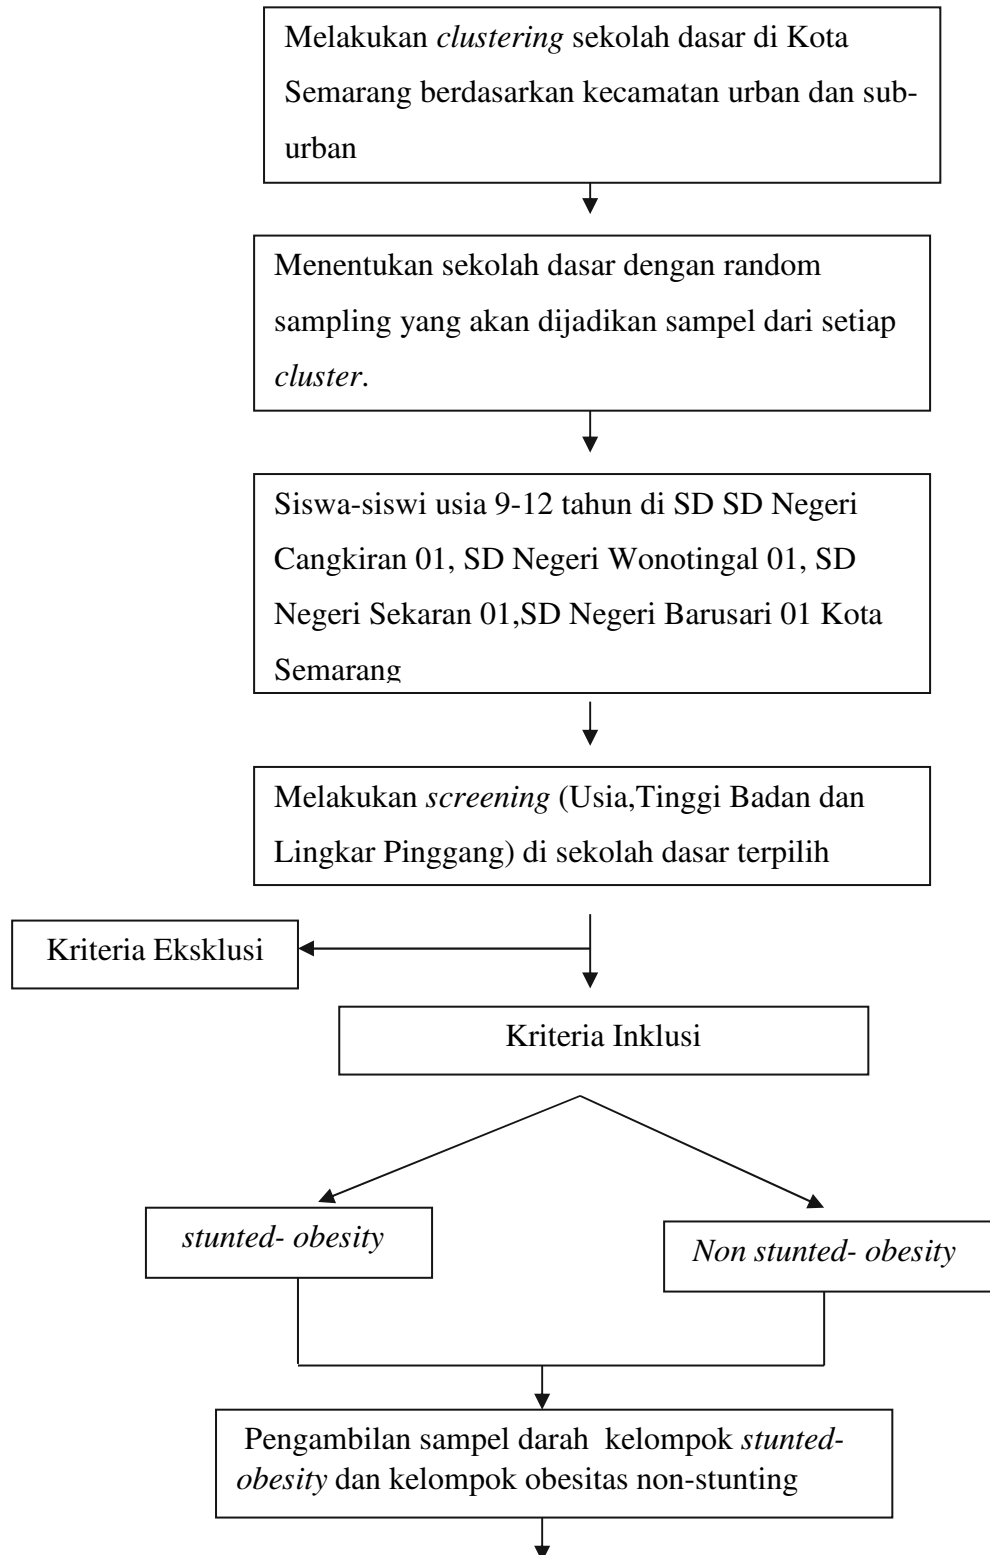 Melakukan clustering sekolah dasar di Kota
Semarang berdasarkan kecamatan urban dan sub-
urban
Menentukan sekolah dasar dengan random
sampling yang akan dijadikan sampel dari setiap
cluster.
Siswa-siswi usia 9-12 tahun di SD SD Negeri
Cangkiran 01, SD Negeri Wonotingal 01, SD
Negeri Sekaran 01,SD Negeri Barusari 01 Kota
Semarang
Melakukan screening (Usia,Tinggi Badan dan
Lingkar Pinggang) di sekolah dasar terpilih
Kriteria Eksklusi
Kriteria Inklusi
stunted- obesity
Non stunted- obesity
Pengambilan sampel darah kelompok stunted-
obesity dan kelompok obesitas non-stunting